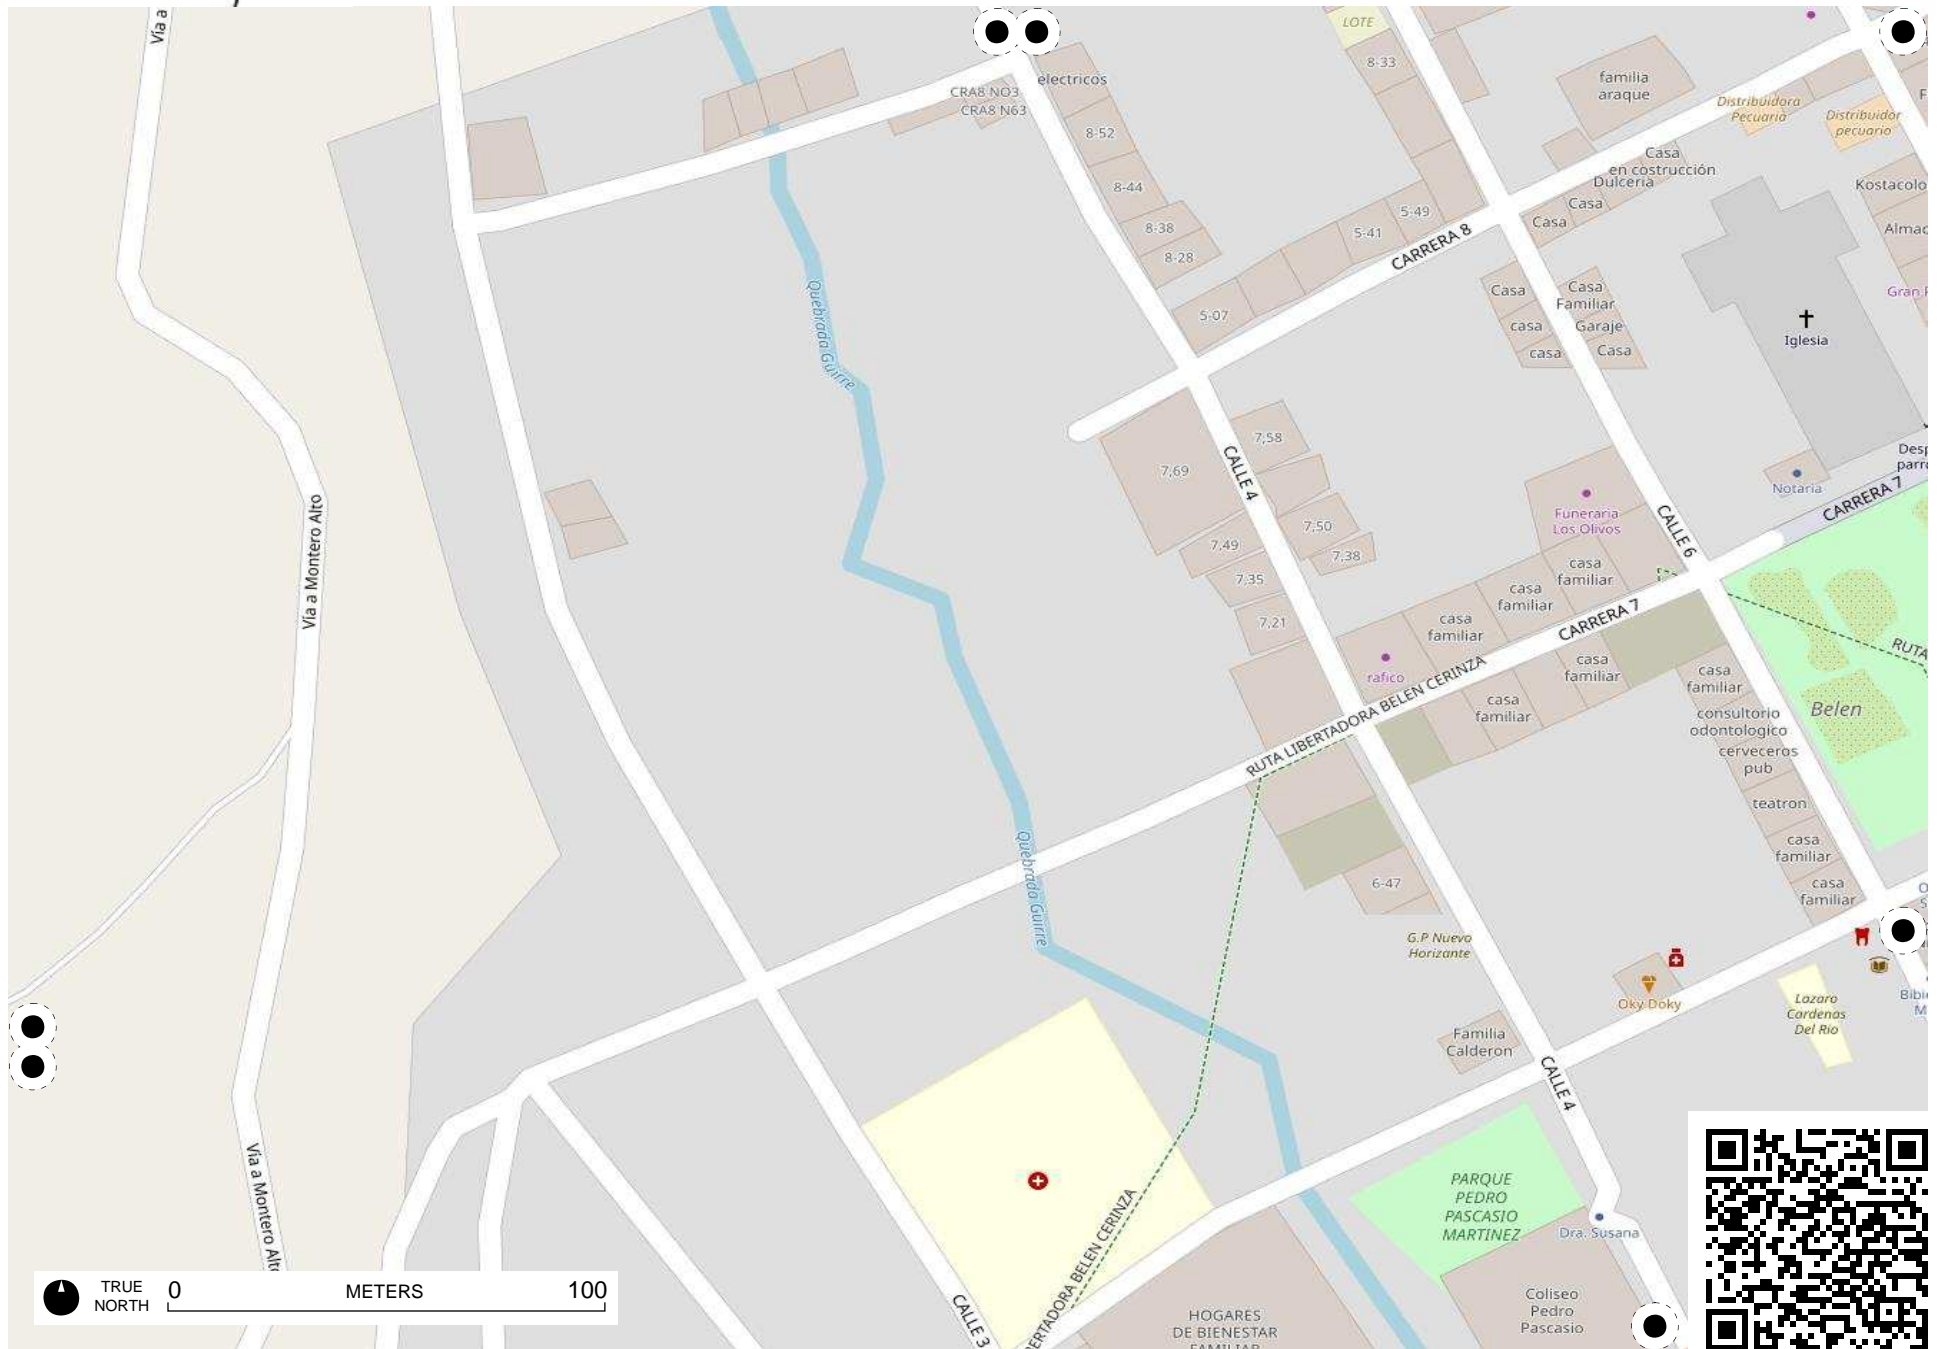 Vía a
LOTE
8-33
electricos
CRA8 NO3
CRA8 N63
8-52
8-44
8-38
8-28
5-49
5-41
5-07
CARRERA 8
familia
araque
Distribuidora
Pecuaria
Distribuidor
pecuario
Casa
en costrucción
Dulceria
Casa
Casa
Kostacolo
Almac
Gran
Casa
casa
casa
Casa
Familiar
Garaje
Casa
Iglesia
Quebrada Guirre
7,58
7,69
CALLE 4
7,50
7,49
7,38
7,35
7,21
Vía a Montero Alto
Funeraria
Los Olivos
CALLE 6
Notaria
CARRERA 7
Desp
parr
casa
familiar
casa
familiar
casa
familiar
CARRERA 7
casa
familiar
casa
familiar
rafico
RUTA LIBERTADORA BELEN CERINZA
RUTA
Belen
casa
familiar
consultorio
odontologico
cerveceros
pub
teatron
casa
familiar
casa
familiar
Quebrada Guirre
6-47
G.P Nuevo
Horizante
Oky Doky
Lazaro
Cardenas
Del Rio
Bibl
M
Familia
Calderon
CALLE 4
PARQUE
PEDRO
PASCASIO
MARTINEZ
Dra. Susana
Coliseo
Pedro
Pascasio
HOGARES
DE BIENESTAR
FAMILIAR
CALLE 3
BERTADORA BELEN CERINZA
Vía a Montero Alto
TRUE
NORTH
0 METERS 100